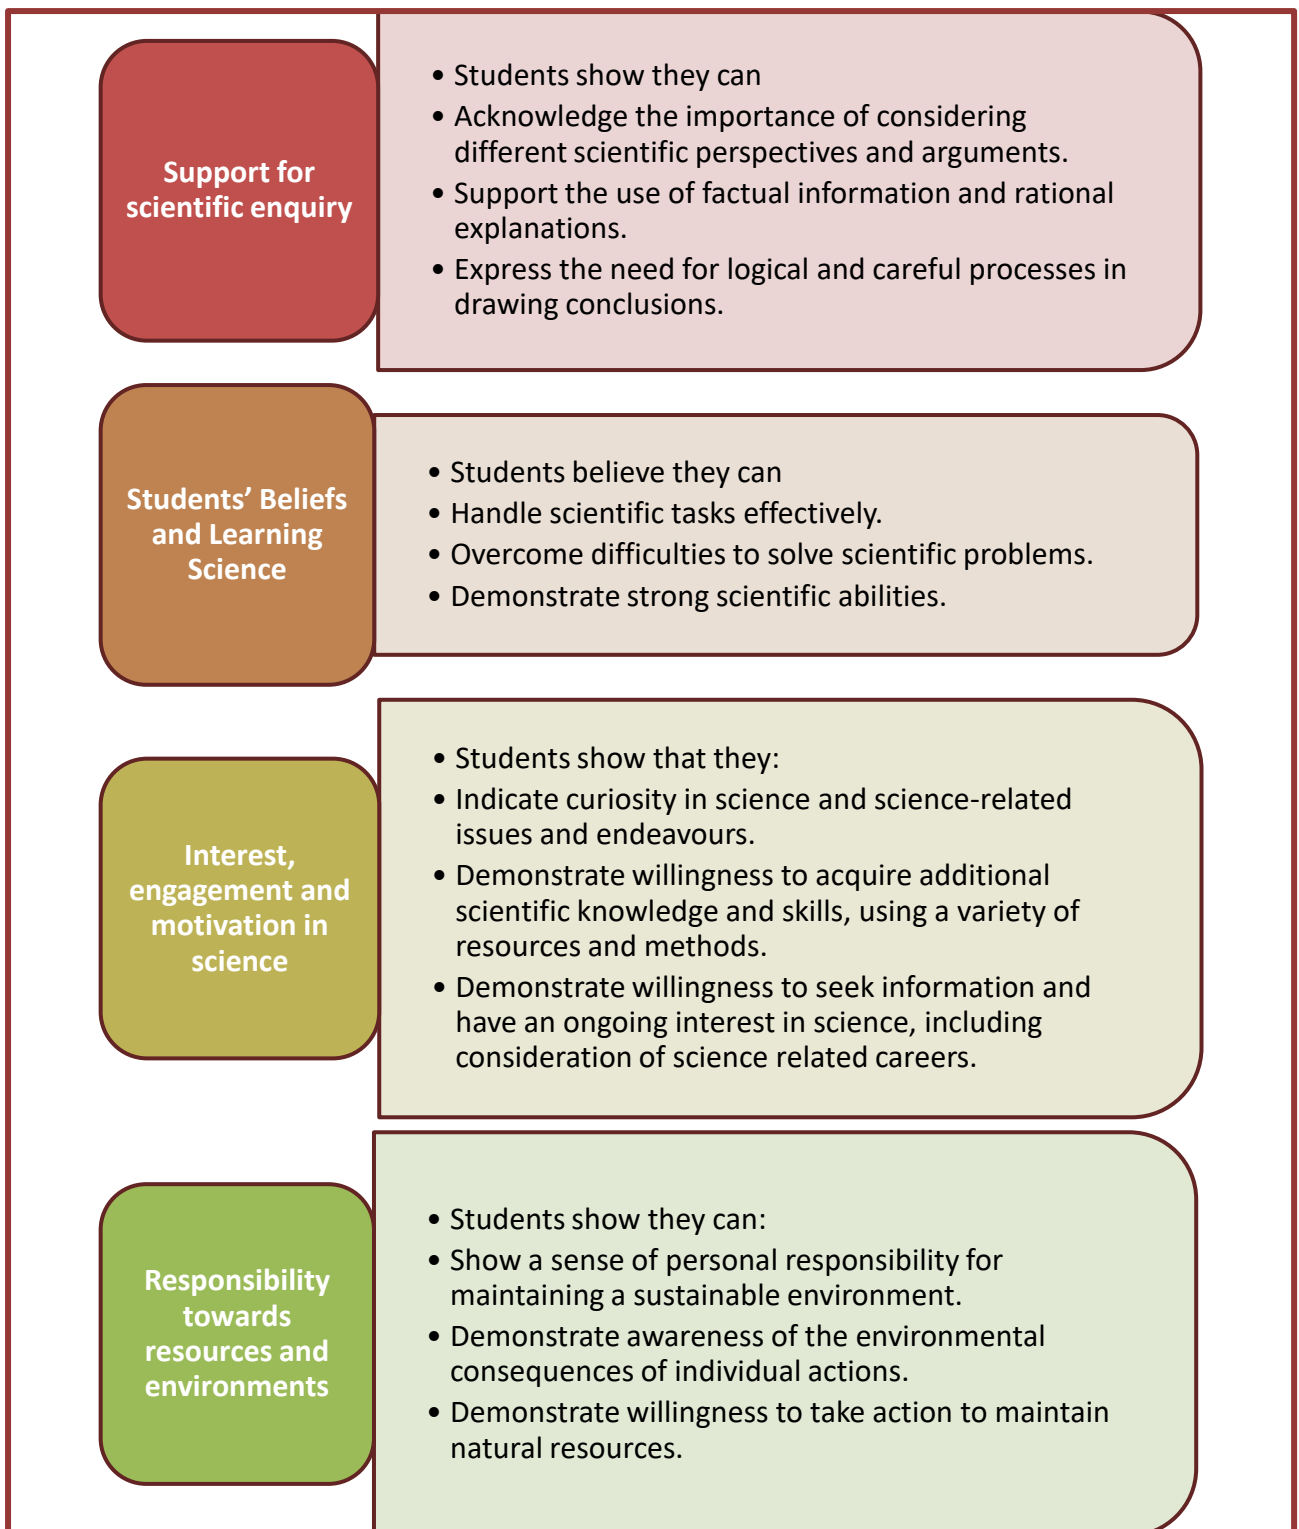 Support for
scientific enquiry
• Students show they can
• Acknowledge the importance of considering
different scientific perspectives and arguments.
• Support the use of factual information and rational
explanations.
• Express the need for logical and careful processes in
drawing conclusions.
Students’ Beliefs
and Learning
Science
• Students believe they can
• Handle scientific tasks effectively.
• Overcome difficulties to solve scientific problems.
• Demonstrate strong scientific abilities.
Interest,
engagement and
motivation in
science
• Students show that they:
• Indicate curiosity in science and science-related
issues and endeavours.
• Demonstrate willingness to acquire additional
scientific knowledge and skills, using a variety of
resources and methods.
• Demonstrate willingness to seek information and
have an ongoing interest in science, including
consideration of science related careers.
Responsibility
towards
resources and
environments
• Students show they can:
• Show a sense of personal responsibility for
maintaining a sustainable environment.
• Demonstrate awareness of the environmental
consequences of individual actions.
• Demonstrate willingness to take action to maintain
natural resources.